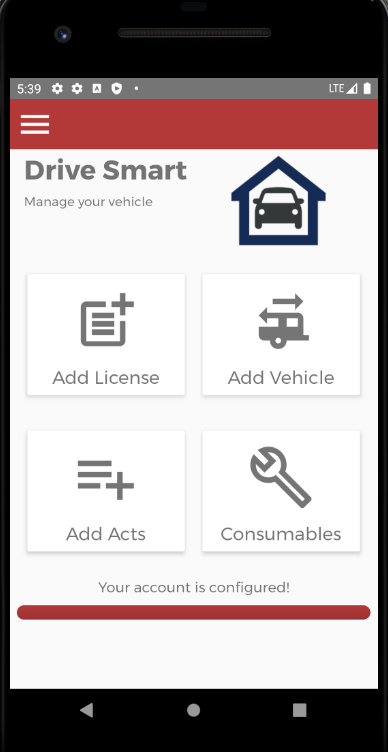 5:39 LTE
Drive Smart
Manage your vehicle
Add License
Add Vehicle
Add Acts
Consumables
Your account is configured!